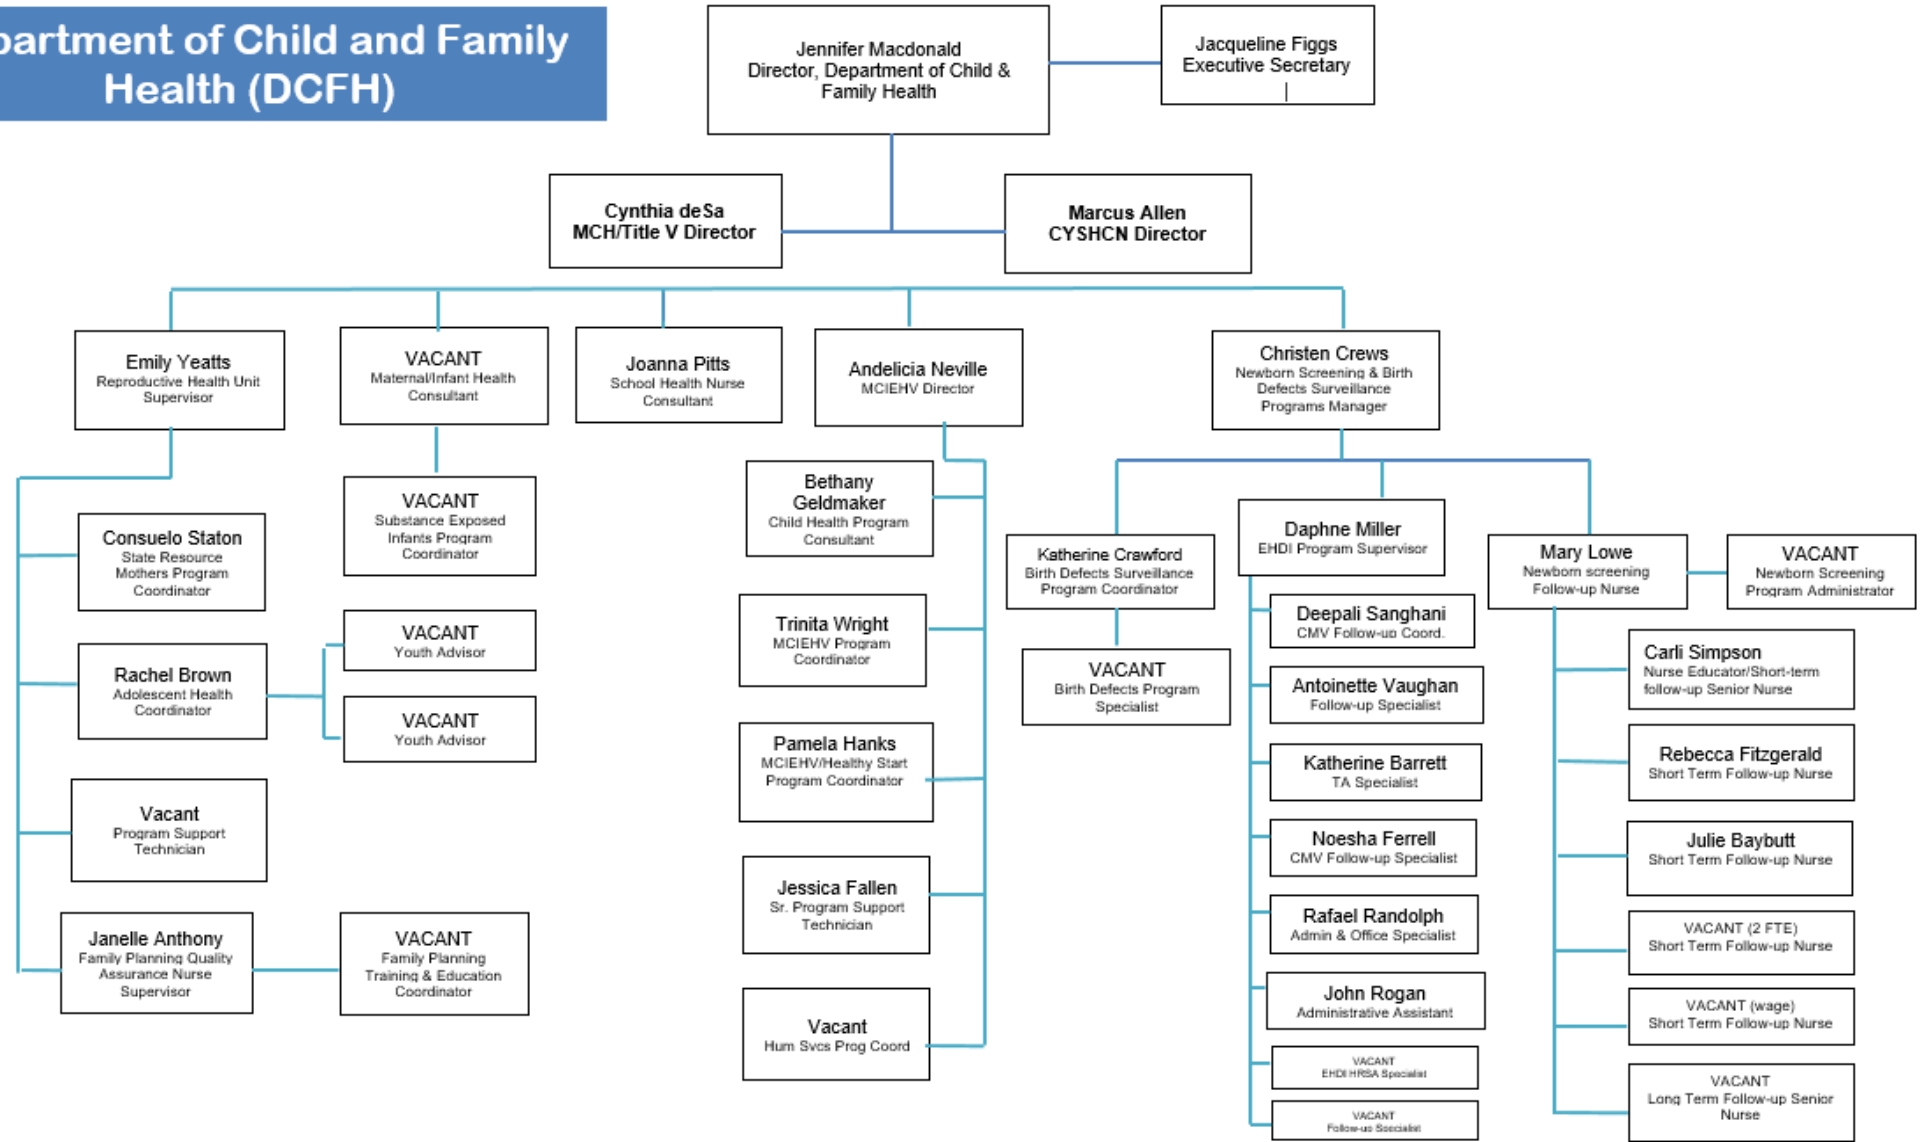 partment of Child and Family
Health (DCFH)
Jennifer Macdonald
Director, Department of Child &
Family Health
Jacqueline Figgs
Executive Secretary
Cynthia deSa
MCH/Title V Director
Marcus Allen
CYSHCN Director
Emily Yeatts
Reproductive Health Unit
Supervisor
VACANT
Maternal/Infant Health
Consultant
Joanna Pitts
School Health Nurse
Consultant
Andelicia Neville
MCIEHV Director
Christen Crews
Newborn Screening & Birth
Defects Surveillance
Programs Manager
Consuelo Staton
State Resource
Mothers Program
Coordinator
Rachel Brown
Adolescent Health
Coordinator
Vacant
Program Support
Technician
Janelle Anthony
Family Planning Quality
Assurance Nurse
Supervisor
VACANT
Substance Exposed
Infants Program
Coordinator
VACANT
Youth Advisor
VACANT
Youth Advisor
VACANT
Family Planning
Training & Education
Coordinator
Bethany
Geldmaker
Child Health Program
Consultant
Trinita Wright
MCIEHV Program
Coordinator
Pamela Hanks
MCIEHV/Healthy Start
Program Coordinator
Jessica Fallen
Sr. Program Support
Technician
Vacant
Hum Svcs Prog Coord
Katherine Crawford
Birth Defects Surveillance
Program Coordinator
VACANT
Birth Defects Program
Specialist
Daphne Miller
EHDI Program Supervisor
Deepali Sanghani
CMV Follow-up Coord.
Antoinette Vaughan
Follow-up Specialist
Katherine Barrett
TA Specialist
Noesha Ferrell
CMV Follow-up Specialist
Rafael Randolph
Admin & Office Specialist
John Rogan
Administrative Assistant
VACANT
EHDI HRSA Specialist
VACANT
Follow-up Specialist
Mary Lowe
Newborn screening
Follow-up Nurse
VACANT
Newborn Screening
Program Administrator
Carli Simpson
Nurse Educator/Short-term
follow-up Senior Nurse
Rebecca Fitzgerald
Short Term Follow-up Nurse
Julie Baybutt
Short Term Follow-up Nurse
VACANT (2 FTE)
Short Term Follow-up Nurse
VACANT (wage)
Short Term Follow-up Nurse
VACANT
Long Term Follow-up Senior
Nurse